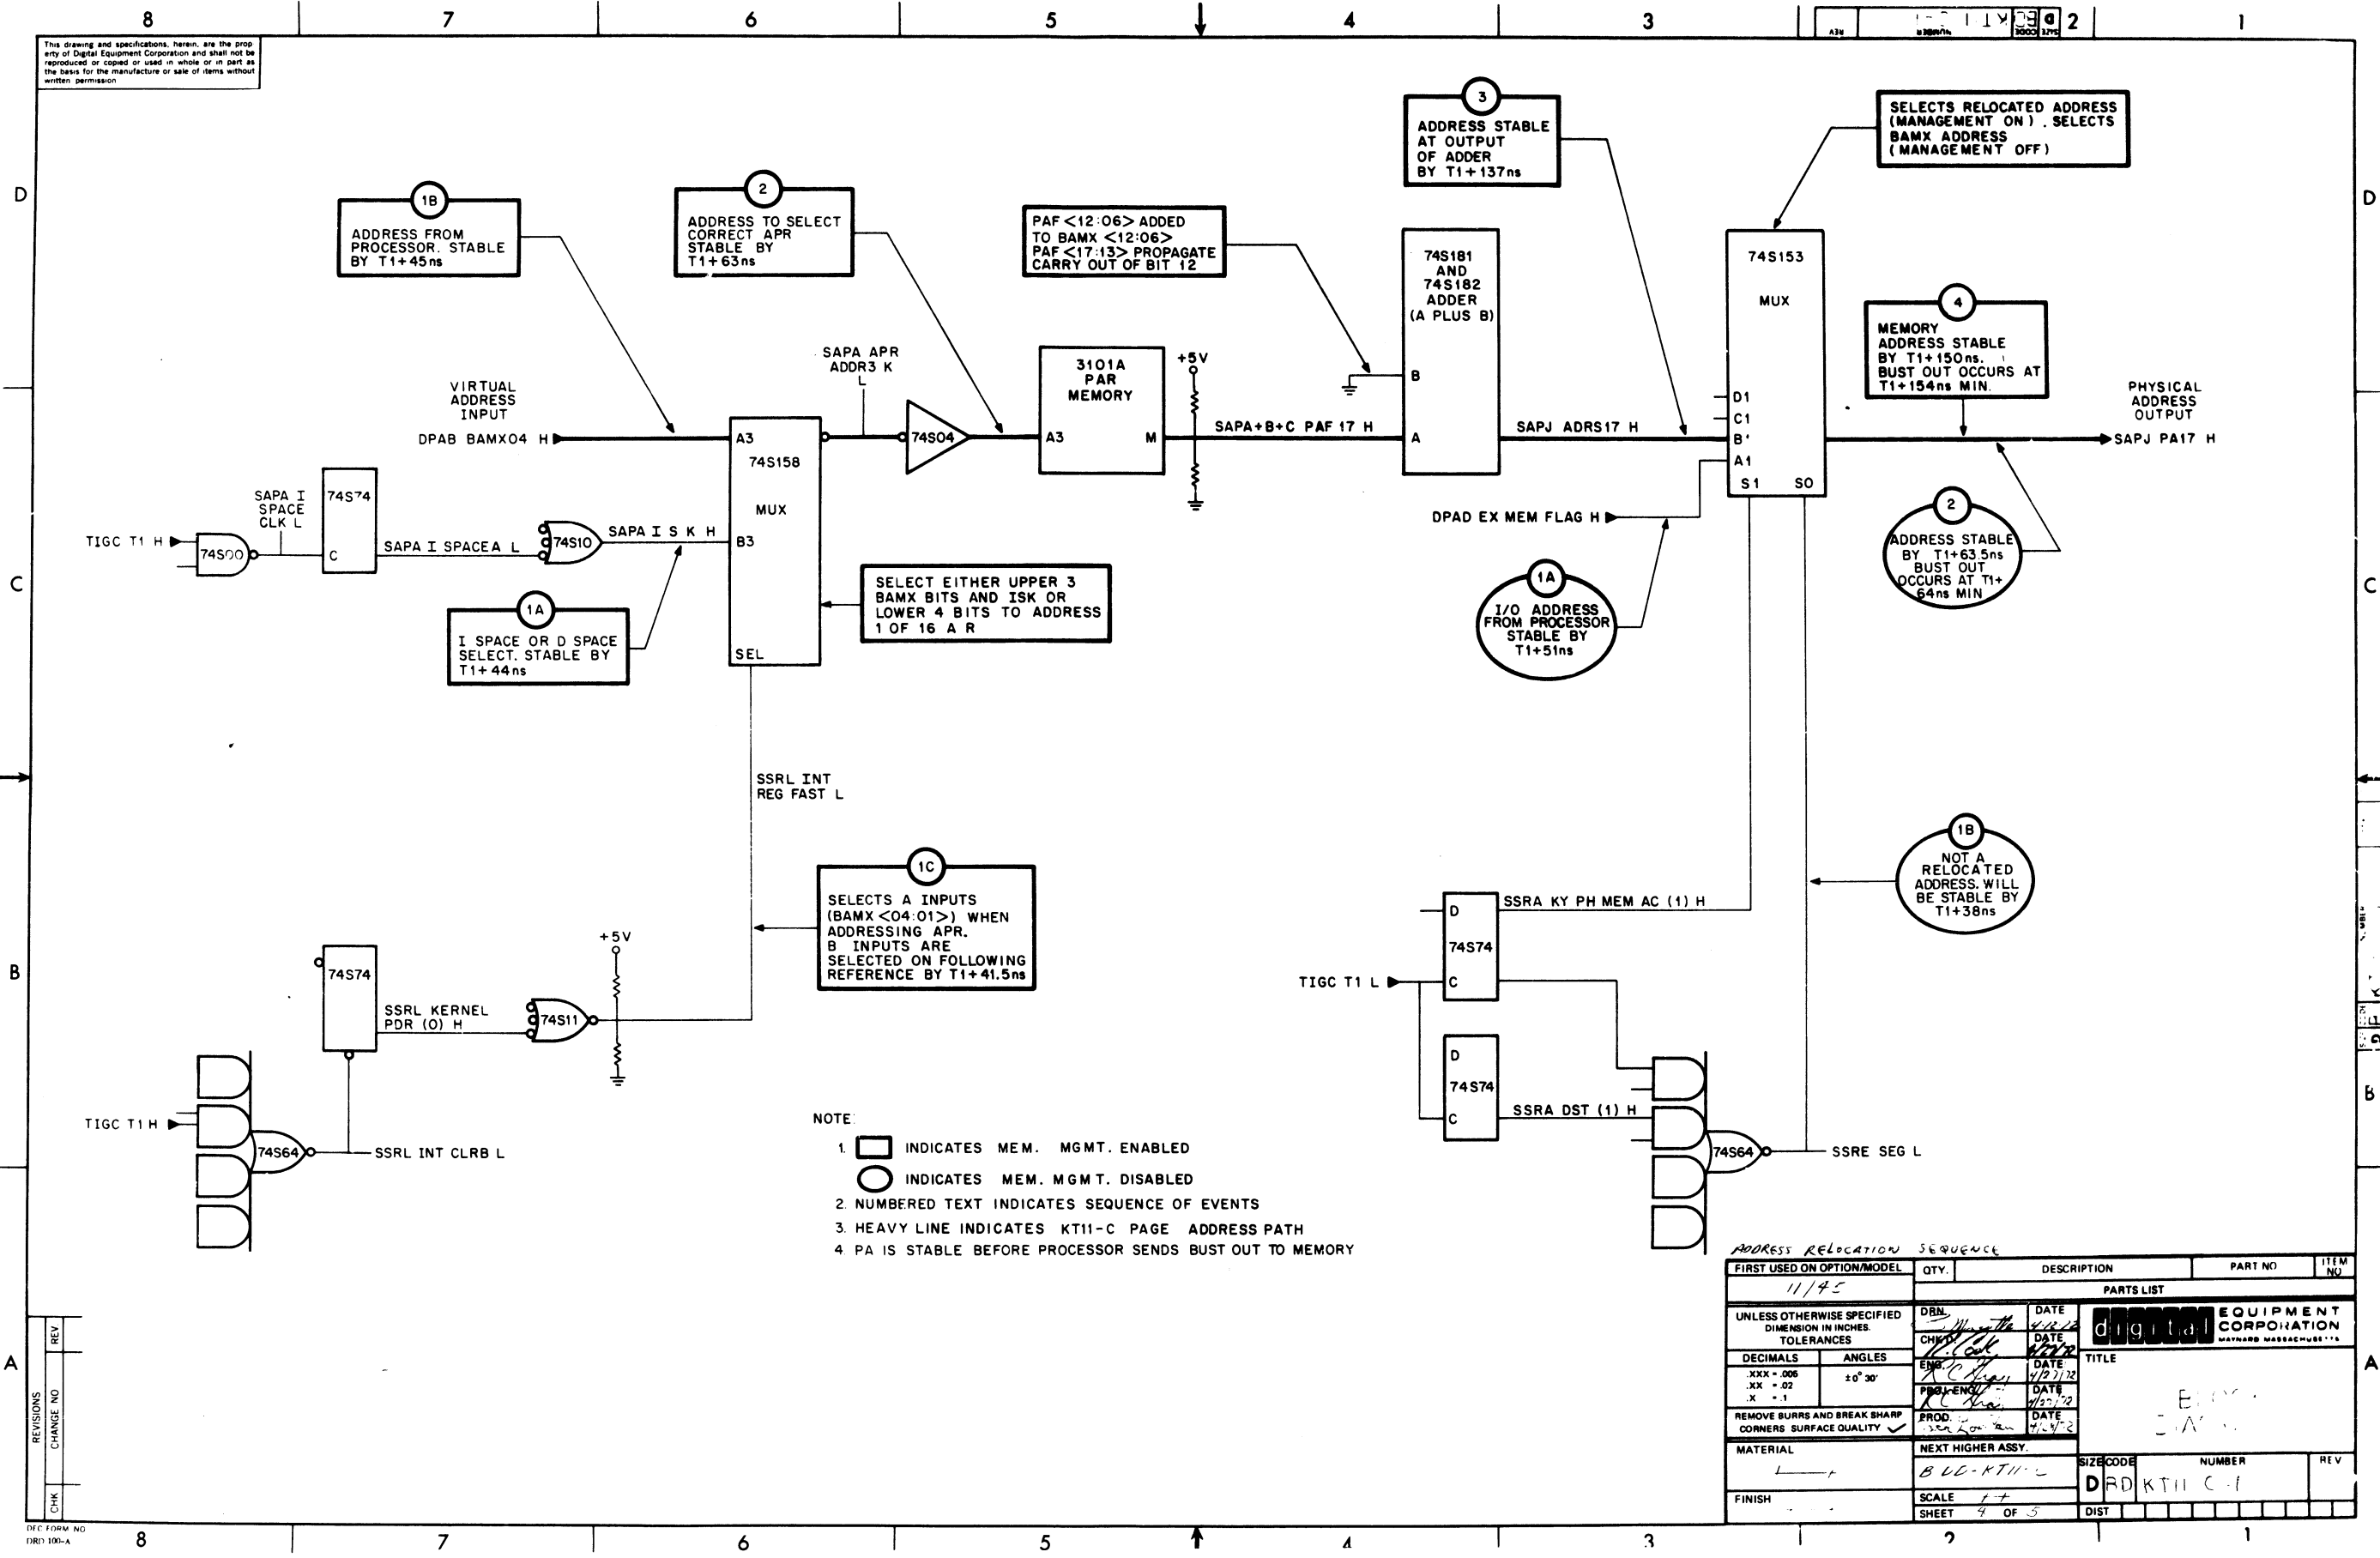 8 7 6 5 4 3 2 1
SIZE CODE NUMBER REV
This drawing and specifications, herein, are the prop
erty of Digital Equipment Corporation and shall not be
reproduced or copied or used in whole or in part as
the basis for the manufacture or sale of items without
written permission
D
D
1B
ADDRESS FROM
PROCESSOR. STABLE
BY T1+45ns
2
ADDRESS TO SELECT
CORRECT APR
STABLE BY
T1+63ns
PAF <12:06> ADDED
TO BAMX <12:06>
PAF <17:13> PROPAGATE
CARRY OUT OF BIT 12
3
ADDRESS STABLE
AT OUTPUT
OF ADDER
BY T1+137ns
SELECTS RELOCATED ADDRESS
(MANAGEMENT ON). SELECTS
BAMX ADDRESS
(MANAGEMENT OFF)
74S181
AND
74S182
ADDER
(A PLUS B)
B
A
74S153
MUX
D1
C1
B1
A1
S1 S0
4
MEMORY
ADDRESS STABLE
BY T1+150ns.
BUST OUT OCCURS AT
T1+154ns MIN.
PHYSICAL
ADDRESS
OUTPUT
SAPJ PA17 H
VIRTUAL
ADDRESS
INPUT
DPAB BAMX04 H
A3
74S158
MUX
B3
SEL
SAPA APR
ADDR3 K
L
74S04
3101A
PAR
MEMORY
A3 M
+5V
SAPA+B+C PAF 17 H
SAPJ ADRS17 H
DPAD EX MEM FLAG H
C
C
TIGC T1 H
74S00
SAPA I
SPACE
CLK L
74S74
C
SAPA I SPACEA L
74S10
SAPA I S K H
1A
I SPACE OR D SPACE
SELECT. STABLE BY
T1+44ns
SELECT EITHER UPPER 3
BAMX BITS AND ISK OR
LOWER 4 BITS TO ADDRESS
1 OF 16 A R
1A
I/O ADDRESS
FROM PROCESSOR
STABLE BY
T1+51ns
2
ADDRESS STABLE
BY T1+63.5ns
BUST OUT
OCCURS AT T1+
64ns MIN
SSRL INT
REG FAST L
1C
SELECTS A INPUTS
(BAMX <04:01>) WHEN
ADDRESSING APR.
B INPUTS ARE
SELECTED ON FOLLOWING
REFERENCE BY T1+41.5ns
1B
NOT A
RELOCATED
ADDRESS. WILL
BE STABLE BY
T1+38ns
B
B
74S74
SSRL KERNEL
PDR (0) H
74S11
+5V
TIGC T1 H
74S64
SSRL INT CLRB L
TIGC T1 L
D
74S74
C
SSRA KY PH MEM AC (1) H
D
74S74
C
SSRA DST (1) H
74S64
SSRE SEG L
NOTE:
1. INDICATES MEM. MGMT. ENABLED
INDICATES MEM. MGMT. DISABLED
2. NUMBERED TEXT INDICATES SEQUENCE OF EVENTS
3. HEAVY LINE INDICATES KT11-C PAGE ADDRESS PATH
4. PA IS STABLE BEFORE PROCESSOR SENDS BUST OUT TO MEMORY
A
A
REVISIONS
CHK CHANGE NO REV
ADDRESS RELOCATION SEQUENCE
FIRST USED ON OPTION/MODEL
11/45
QTY. DESCRIPTION PART NO ITEM NO
PARTS LIST
UNLESS OTHERWISE SPECIFIED
DIMENSION IN INCHES.
TOLERANCES
DECIMALS ANGLES
.XXX = .005
.XX = .02
.X = .1
±0° 30'
REMOVE BURRS AND BREAK SHARP
CORNERS SURFACE QUALITY
MATERIAL
FINISH
DRN. DATE
CHK'D. DATE
ENG. DATE 4/27/72
PROJ. ENG. DATE
PROD. DATE
NEXT HIGHER ASSY.
SCALE
SHEET 4 OF 5
digital EQUIPMENT
CORPORATION
MAYNARD MASSACHUSETTS
TITLE
SIZE CODE NUMBER REV
D BD KT11 C-1
DIST
DEC FORM NO
DRD 100-A
8 7 6 5 4 3 2 1